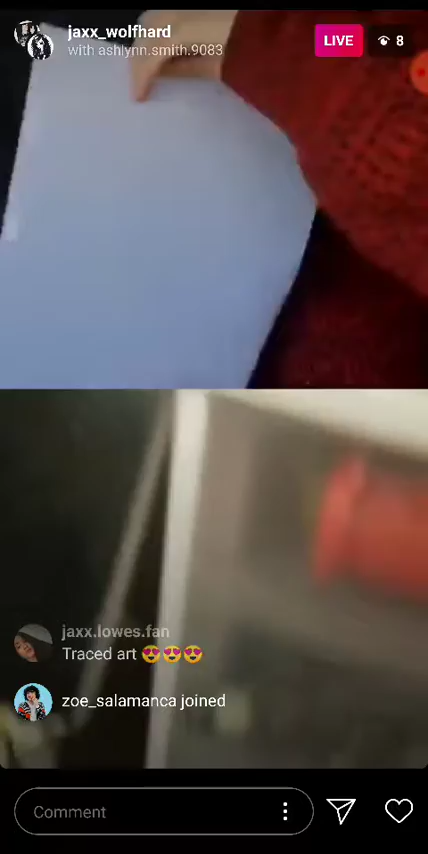 jaxx_wolfhard
with ashlynn.smith.9083
LIVE
8
jaxx.lowes.fan
Traced art 😍😍😍
zoe_salamanca joined
Comment